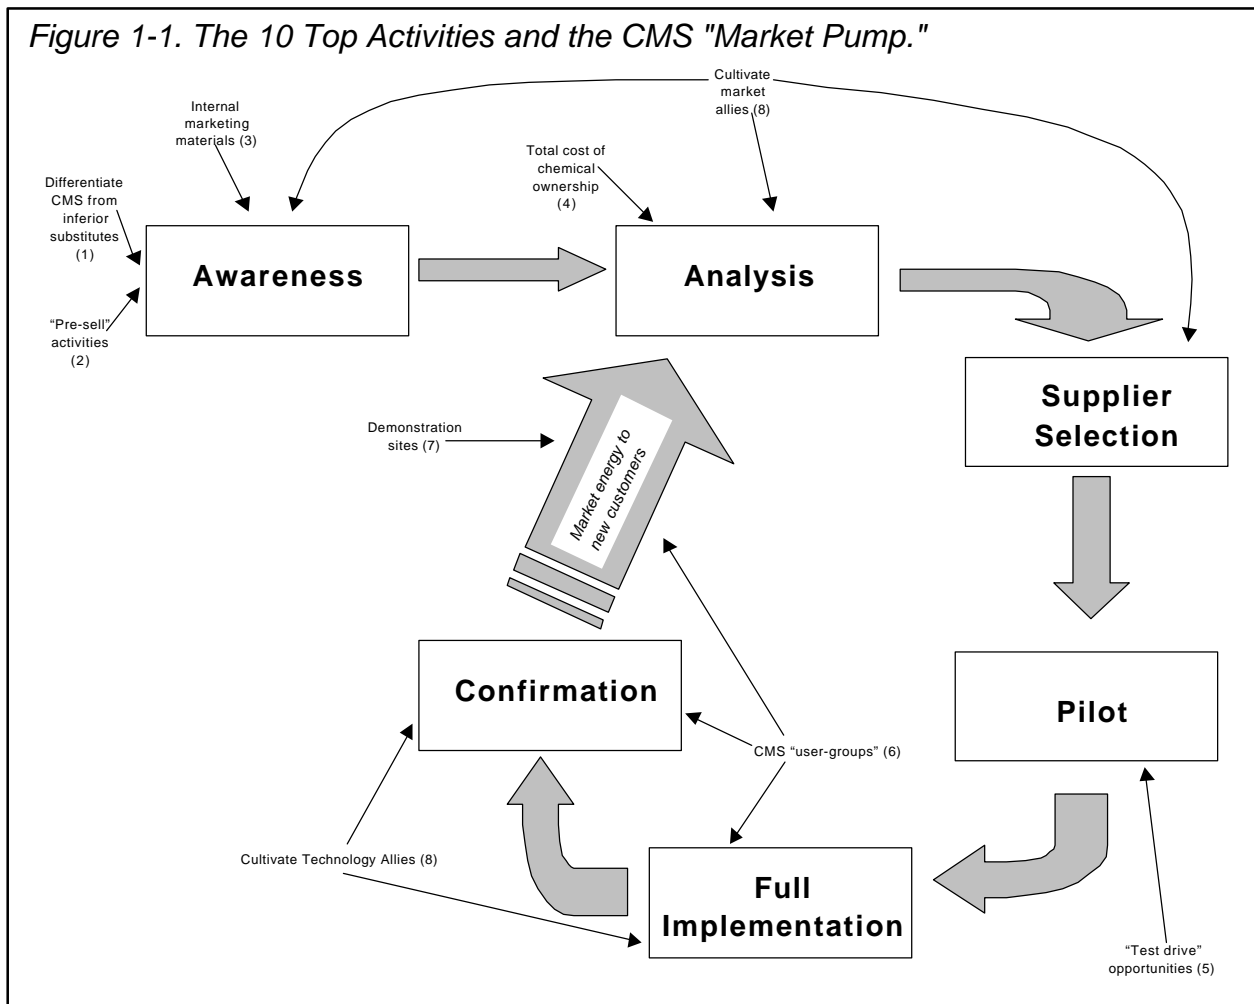 Figure 1-1. The 10 Top Activities and the CMS "Market Pump."
Cultivate
market
allies (8)
Internal
marketing
materials (3)
Total cost of
chemical
ownership
(4)
Differentiate
CMS from
inferior
substitutes
(1)
Awareness
Analysis
“Pre-sell”
activities
(2)
Supplier
Selection
Demonstration
sites (7)
Market energy to
new customers
Confirmation
Pilot
CMS “user-groups” (6)
Cultivate Technology Allies (8)
Full
Implementation
“Test drive”
opportunities (5)